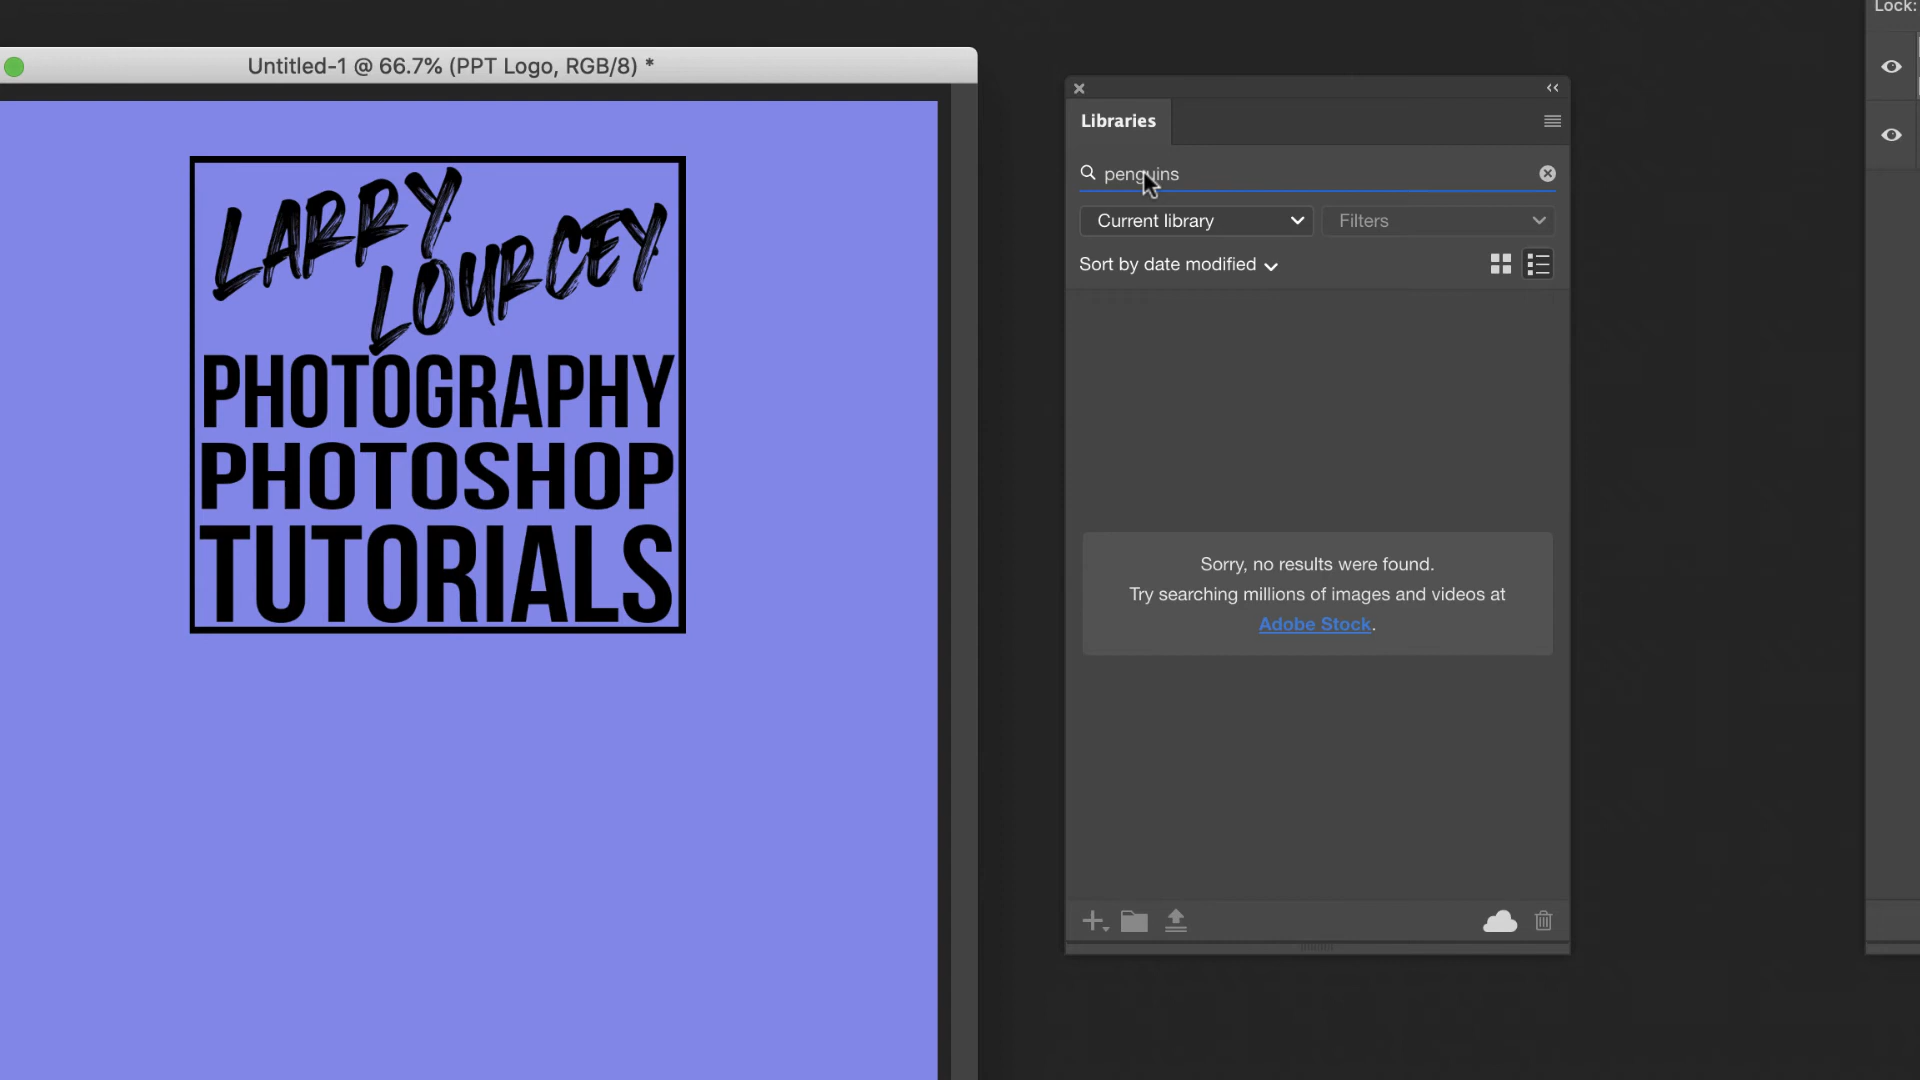 Lock:
Untitled-1 @ 66.7% (PPT Logo, RGB/8) *
LARRY
LOURCEY
PHOTOGRAPHY
PHOTOSHOP
TUTORIALS
Libraries
penguins
Current library
Filters
Sort by date modified
Sorry, no results were found.
Try searching millions of images and videos at
Adobe Stock.